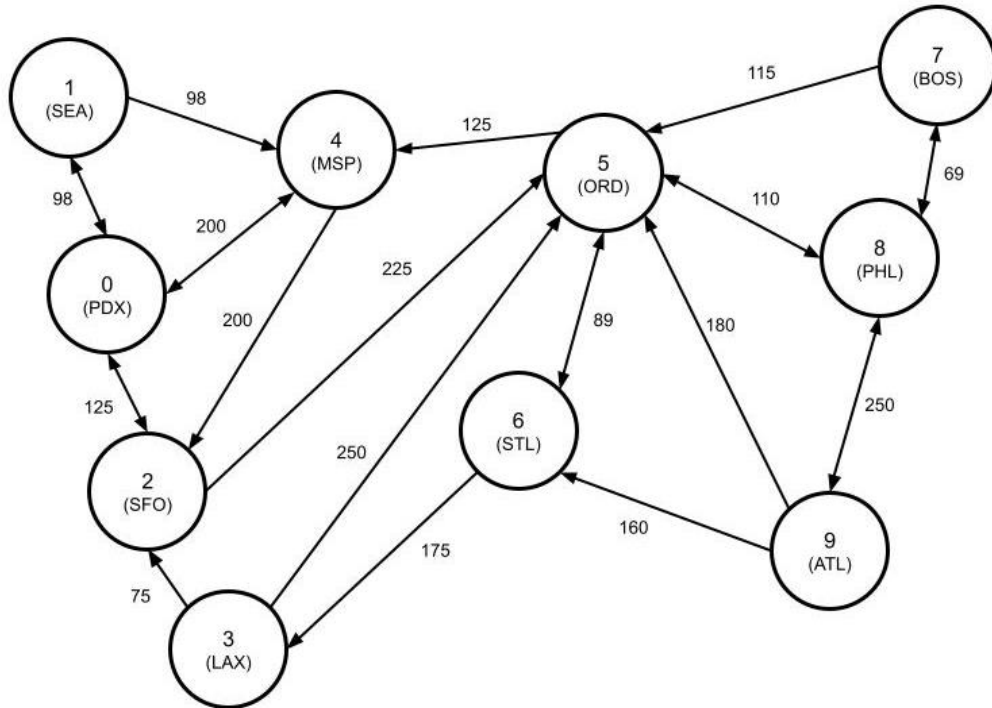 7
(BOS)
1
(SEA)
115
98
4
(MSP)
125
5
(ORD)
69
98
110
200
8
(PHL)
0
(PDX)
225
200
89
180
125
250
6
(STL)
250
2
(SFO)
160
175
9
(ATL)
75
3
(LAX)